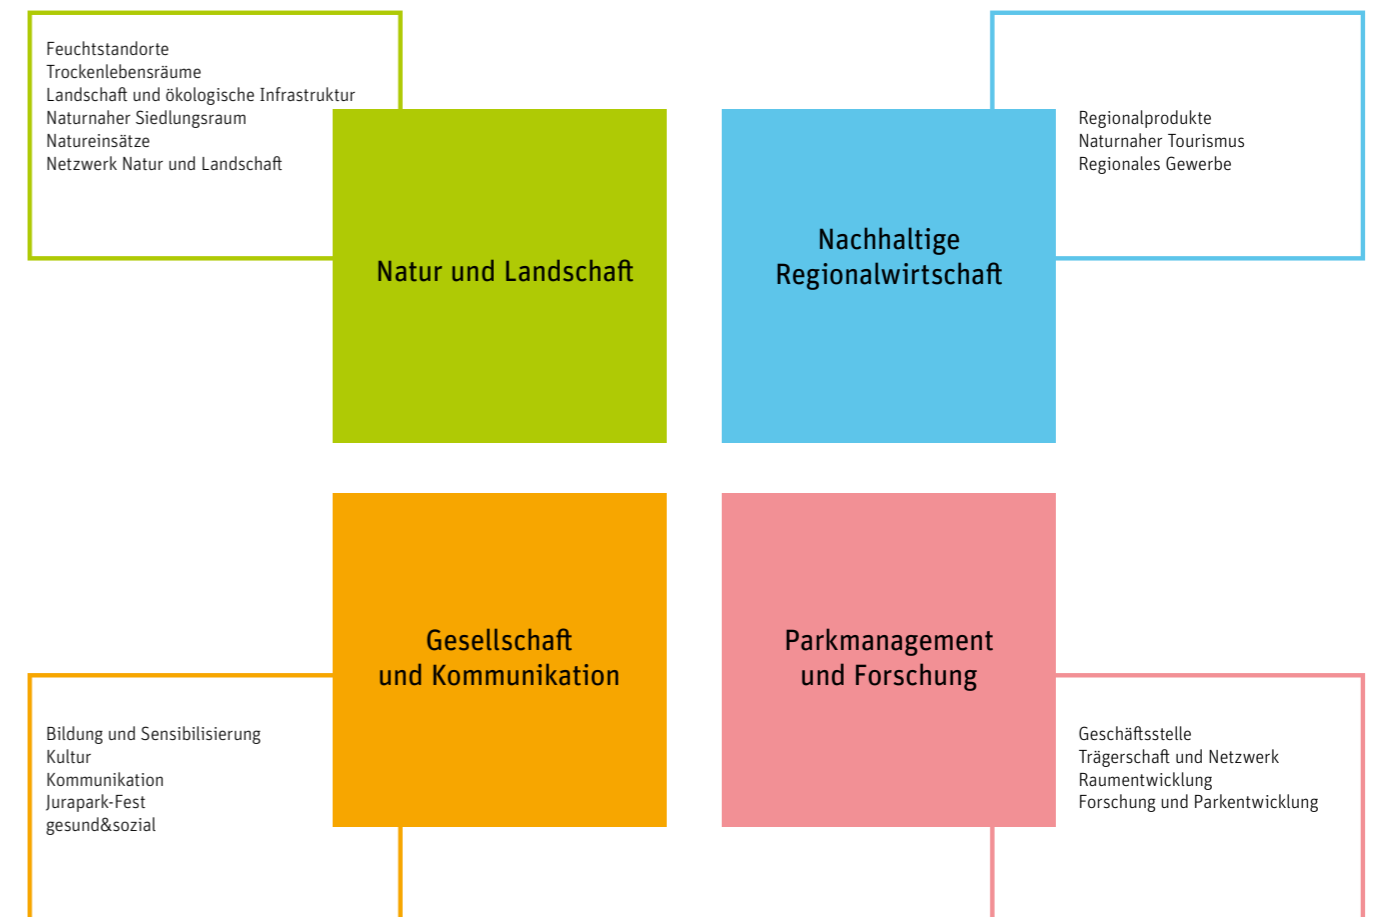 Feuchtstandorte
Trockenlebensräume
Landschaft und ökologische Infrastruktur
Naturnaher Siedlungsraum
Natureinsätze
Netzwerk Natur und Landschaft
Natur und Landschaft
Regionalprodukte
Naturnaher Tourismus
Regionales Gewerbe
Nachhaltige
Regionalwirtschaft
Gesellschaft
und Kommunikation
Bildung und Sensibilisierung
Kultur
Kommunikation
Jurapark-Fest
gesund&sozial
Parkmanagement
und Forschung
Geschäftsstelle
Trägerschaft und Netzwerk
Raumentwicklung
Forschung und Parkentwicklung